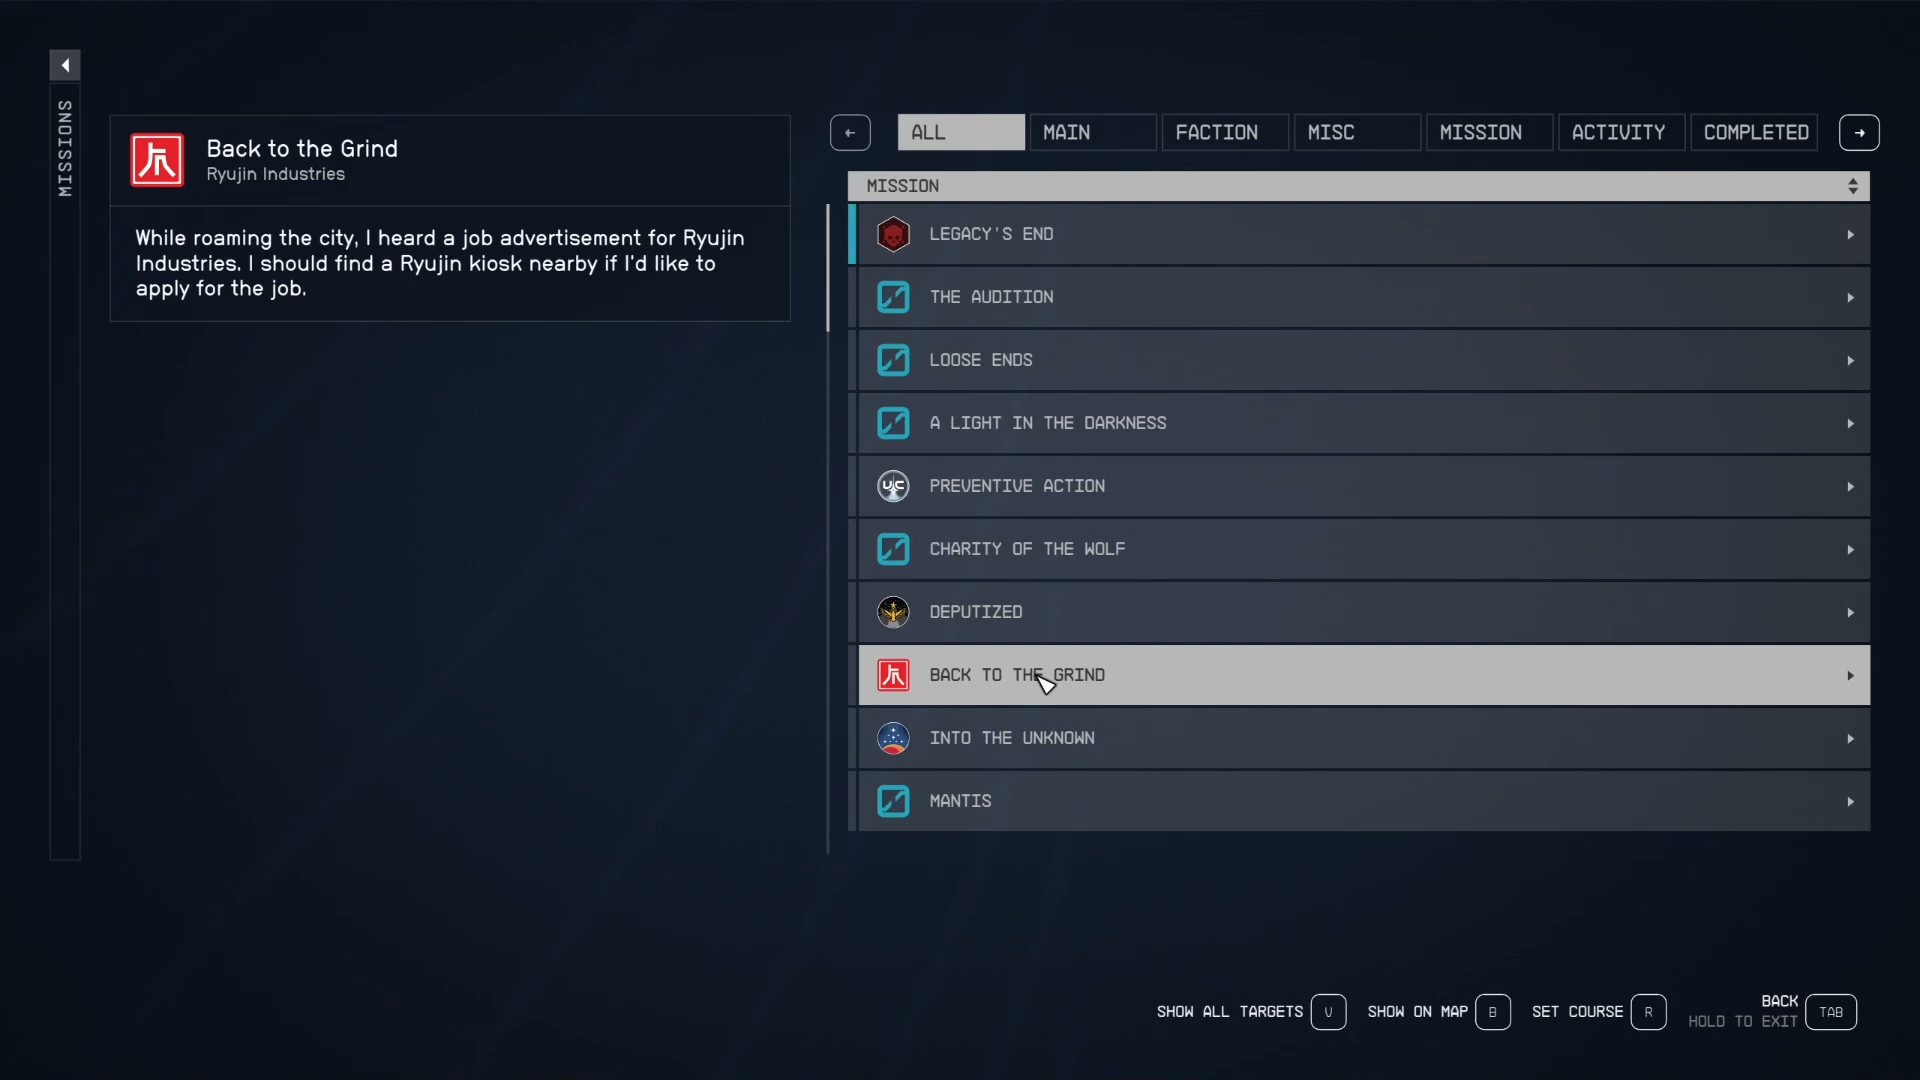 MISSIONS
Back to the Grind
Ryujin Industries
While roaming the city, I heard a job advertisement for Ryujin
Industries. I should find a Ryujin kiosk nearby if I'd like to
apply for the job.
ALL MAIN FACTION MISC MISSION ACTIVITY COMPLETED
MISSION
LEGACY'S END
THE AUDITION
LOOSE ENDS
A LIGHT IN THE DARKNESS
UC PREVENTIVE ACTION
CHARITY OF THE WOLF
DEPUTIZED
BACK TO THE GRIND
INTO THE UNKNOWN
MANTIS
SHOW ALL TARGETS V SHOW ON MAP B SET COURSE R BACK TAB
HOLD TO EXIT